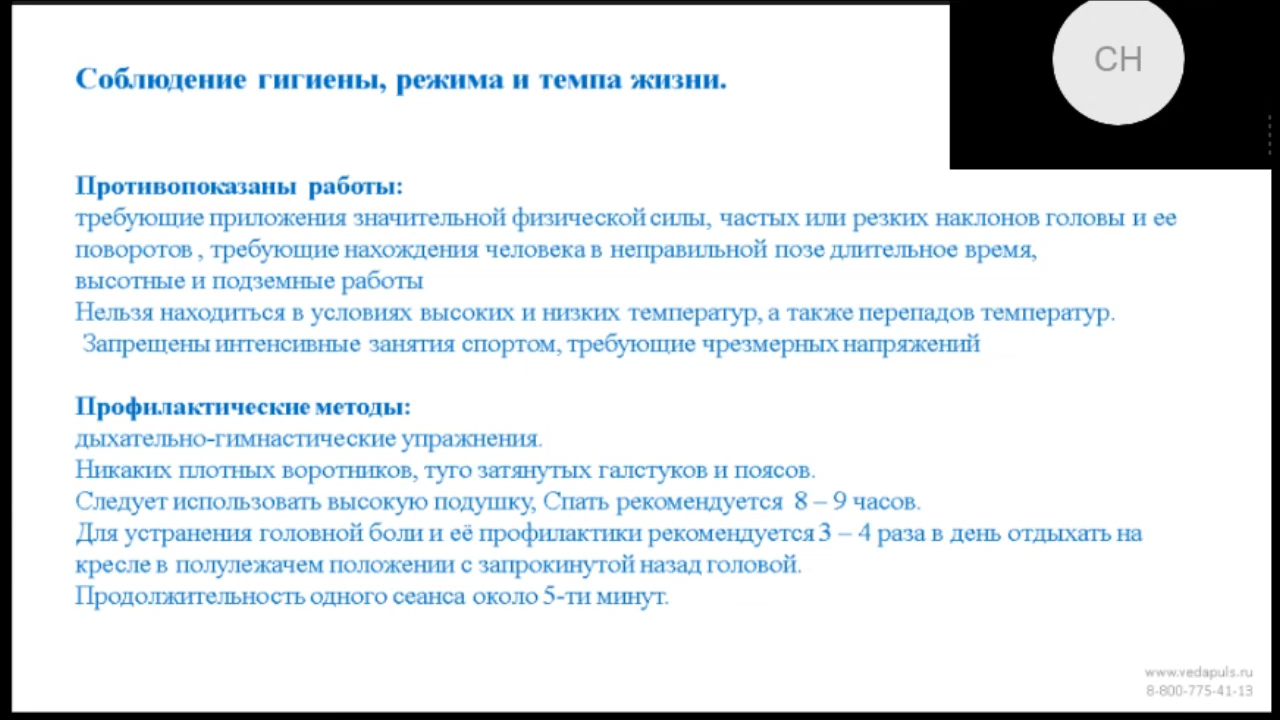 Соблюдение гигиены, режима и темпа жизни.
CH
Противопоказаны работы:
требующие приложения значительной физической силы, частых или резких наклонов головы и ее
поворотов , требующие нахождения человека в неправильной позе длительное время,
высотные и подземные работы
Нельзя находиться в условиях высоких и низких температур, а также перепадов температур.
Запрещены интенсивные занятия спортом, требующие чрезмерных напряжений
Профилактические методы:
дыхательно-гимнастические упражнения.
Никаких плотных воротников, туго затянутых галстуков и поясов.
Следует использовать высокую подушку, Спать рекомендуется 8 – 9 часов.
Для устранения головной боли и её профилактики рекомендуется 3 – 4 раза в день отдыхать на
кресле в полулежачем положении с запрокинутой назад головой.
Продолжительность одного сеанса около 5-ти минут.
www.vedapuls.ru
8-800-775-41-13